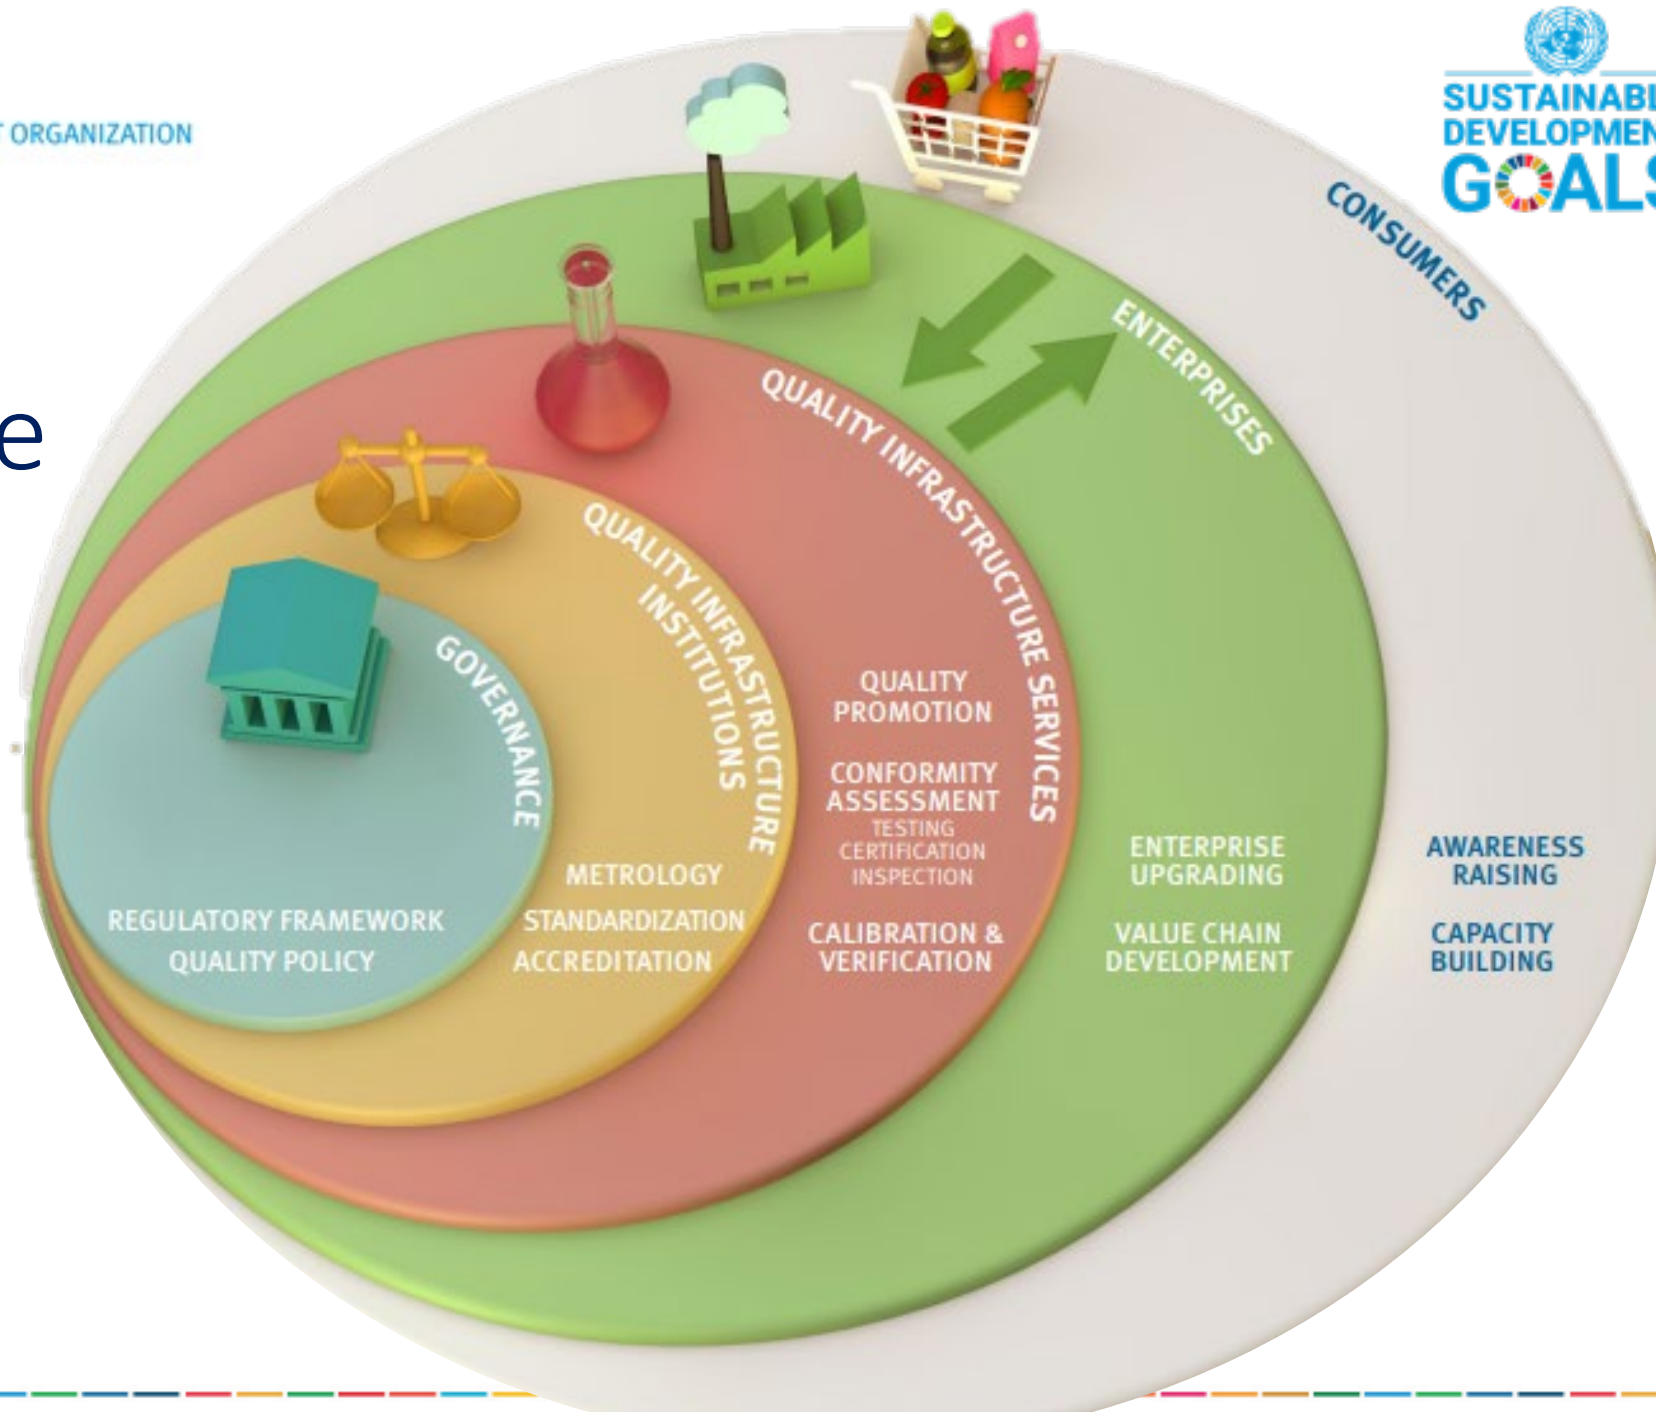 ORGANIZATION
SUSTAINABL
DEVELOPMEN
GOALS
CONSUMERS
ENTERPRISES
QUALITY INFRASTRUCTURE SERVICES
QUALITY INFRASTRUCTURE
INSTITUTIONS
GOVERNANCE
e
QUALITY
PROMOTION
CONFORMITY
ASSESSMENT
TESTING
CERTIFICATION
INSPECTION
CALIBRATION &
VERIFICATION
METROLOGY
STANDARDIZATION
ACCREDITATION
REGULATORY FRAMEWORK
QUALITY POLICY
ENTERPRISE
UPGRADING
VALUE CHAIN
DEVELOPMENT
AWARENESS
RAISING
CAPACITY
BUILDING